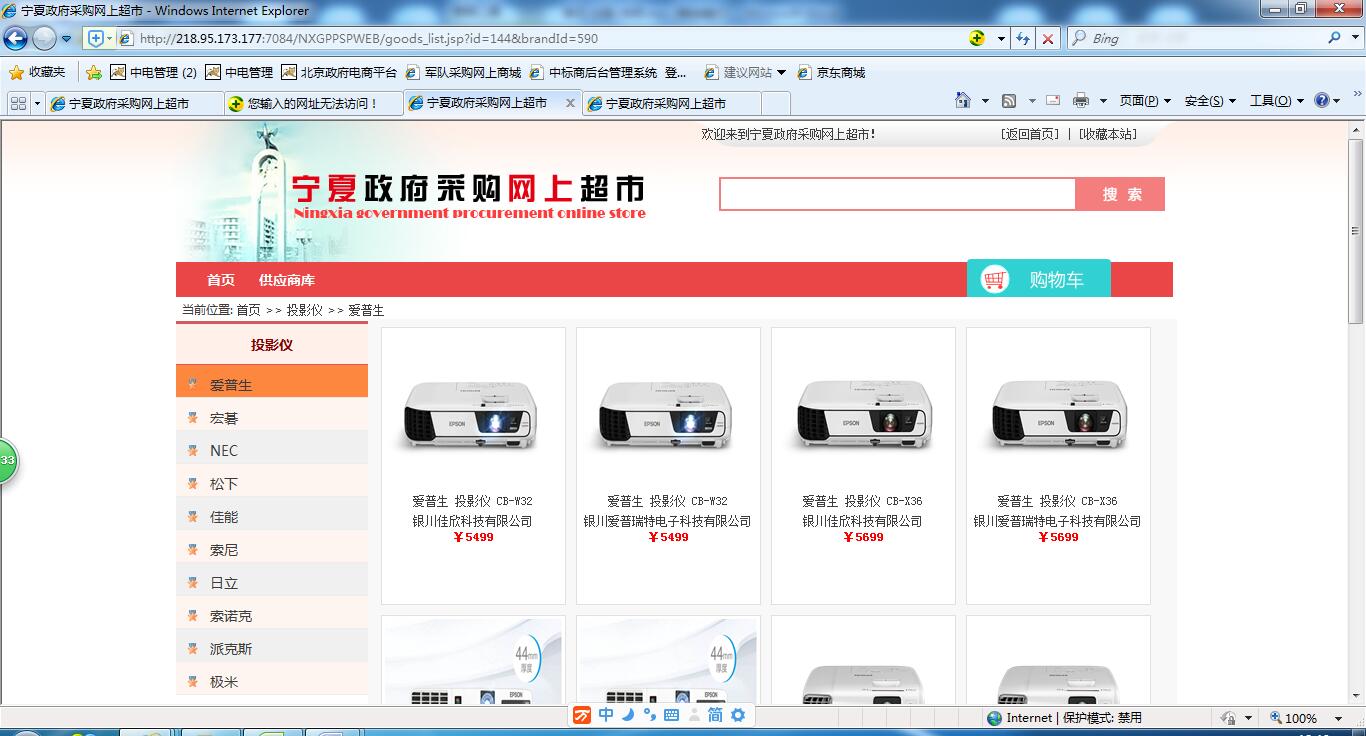 宁夏政府采购网上超市 - Windows Internet Explorer
http://218.95.173.177:7084/NXGPPSPWEB/goods_list.jsp?id=144&brandId=590
Bing
收藏夹 中电管理 (2) 中电管理 北京政府电商平台 军队采购网上商城 中标商后台管理系统 登... 建议网站 京东商城
宁夏政府采购网上超市 您输入的网址无法访问！ 宁夏政府采购网上超市 宁夏政府采购网上超市
页面(P) 安全(S) 工具(O)
欢迎来到宁夏政府采购网上超市! [返回首页] | [收藏本站]
宁夏政府采购网上超市
Ningxia government procurement online store
搜 索
首页 供应商库 购物车
当前位置: 首页 >> 投影仪 >> 爱普生
投影仪
爱普生
宏碁
NEC
松下
佳能
索尼
日立
索诺克
派克斯
极米
33
EPSON EPSON EPSON EPSON
爱普生 投影仪 CB-W32
银川佳欣科技有限公司
￥5499
爱普生 投影仪 CB-W32
银川爱普瑞特电子科技有限公司
￥5499
爱普生 投影仪 CB-X36
银川佳欣科技有限公司
￥5699
爱普生 投影仪 CB-X36
银川爱普瑞特电子科技有限公司
￥5699
44mm
厚度
EPSON
44mm
厚度
EPSON
中 简
Internet | 保护模式: 禁用
100%